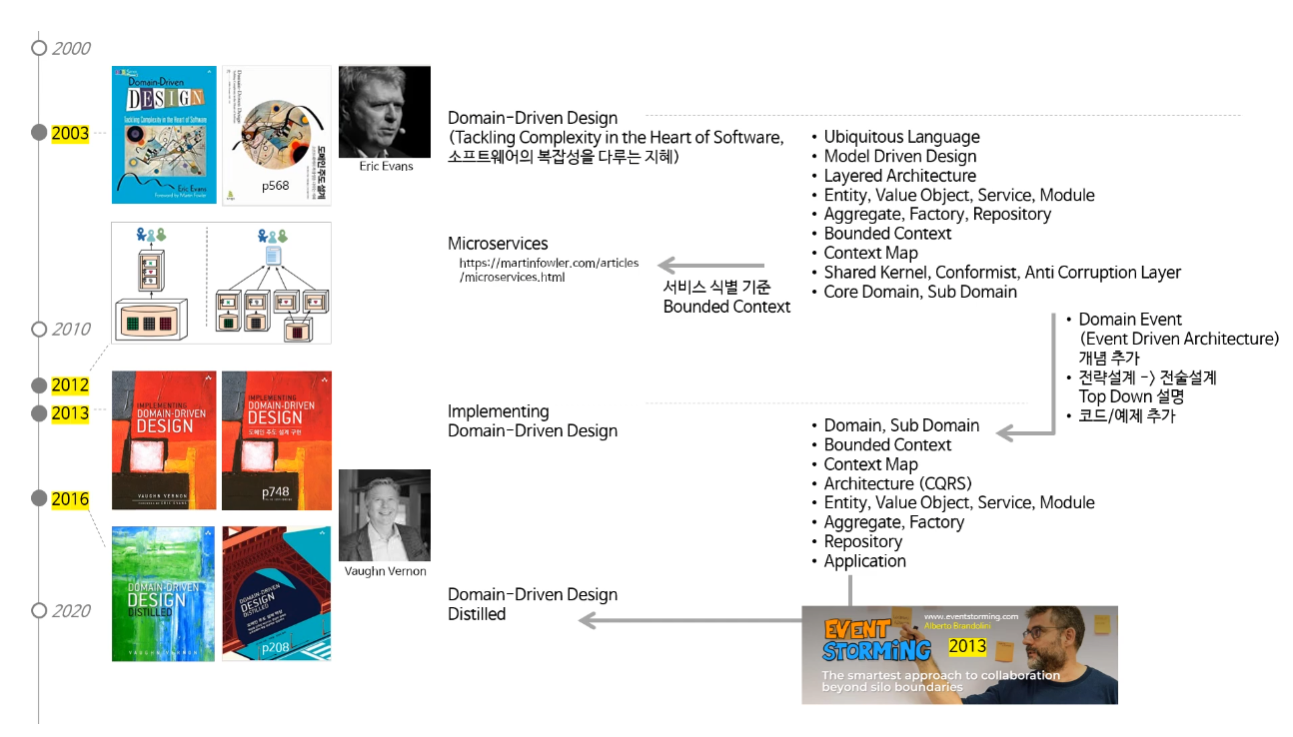 2000
2003
2010
2012
2013
2016
2020
Domain-Driven
DESIGN
Tackling Complexity in the Heart of Software
Eric Evans
Foreword by Martin Fowler
도메인 주도 설계
p568
Eric Evans
Domain-Driven Design
(Tackling Complexity in the Heart of Software,
소프트웨어의 복잡성을 다루는 지혜)
• Ubiquitous Language
• Model Driven Design
• Layered Architecture
• Entity, Value Object, Service, Module
• Aggregate, Factory, Repository
• Bounded Context
• Context Map
• Shared Kernel, Conformist, Anti Corruption Layer
• Core Domain, Sub Domain
Microservices
https://martinfowler.com/articles
/microservices.html
서비스 식별 기준
Bounded Context
• Domain Event
(Event Driven Architecture)
개념 추가
• 전략설계 -> 전술설계
Top Down 설명
• 코드/예제 추가
IMPLEMENTING
DOMAIN-DRIVEN
DESIGN
VAUGHN VERNON
IMPLEMENTING
DOMAIN-DRIVEN
DESIGN
도메인 주도 설계 구현
p748
Implementing
Domain-Driven Design
• Domain, Sub Domain
• Bounded Context
• Context Map
• Architecture (CQRS)
• Entity, Value Object, Service, Module
• Aggregate, Factory
• Repository
• Application
Vaughn Vernon
DOMAIN-DRIVEN
DESIGN
DISTILLED
VAUGHN VERNON
DOMAIN-DRIVEN
DESIGN
DISTILLED
p208
Domain-Driven Design
Distilled
www.eventstorming.com
Alberto Brandolini
EVENT
STORMING
2013
The smartest approach to collaboration
beyond silo boundaries